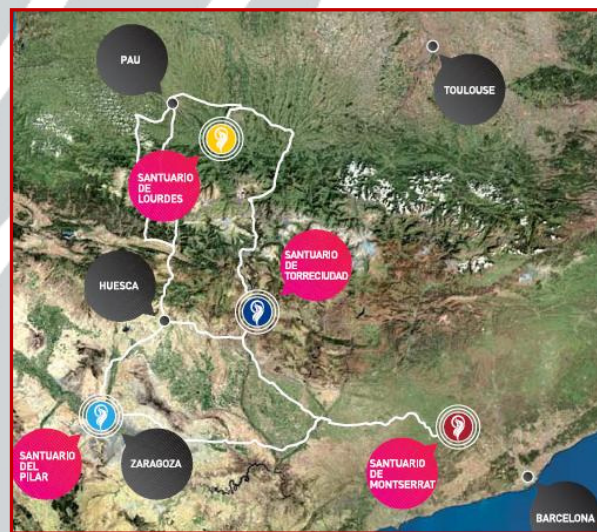 PAU
TOULOUSE
SANTUARIO
DE
LOURDES
SANTUARIO
DE
TORRECIUDAD
HUESCA
SANTUARIO
DEL
PILAR
ZARAGOZA
SANTUARIO
DE
MONTSERRAT
BARCELONA